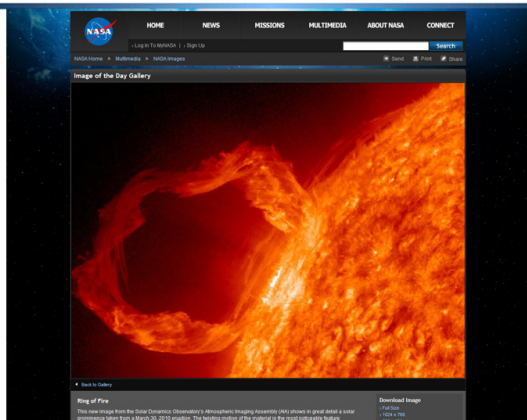 NASA
HOME NEWS MISSIONS MULTIMEDIA ABOUT NASA CONNECT
› Log In To MyNASA | › Sign Up
Search
NASA Home > Multimedia > NASA Images
Send Print Share
Image of the Day Gallery
Back to Gallery
Ring of Fire
Download Image
› Full Size
› 1024 x 768
This new image from the Solar Dynamics Observatory's Atmospheric Imaging Assembly (AIA) shows in great detail a solar
prominence taken from a March 30, 2010 eruption. The twisting motion of the material is the most noticeable feature.